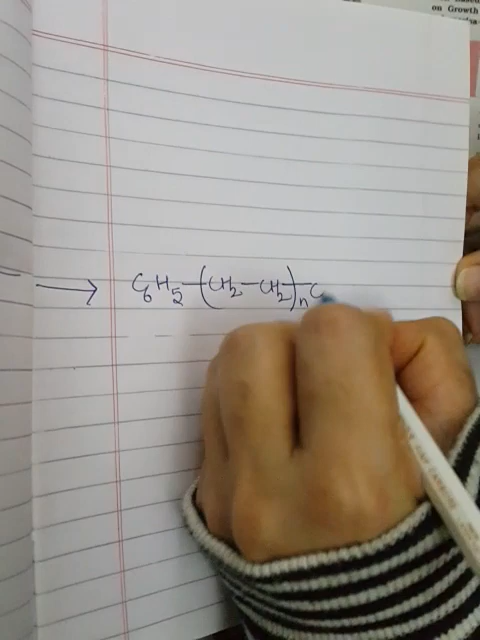 on Growth
→ C₆H₅—(CH₂—CH₂)ₙ—C